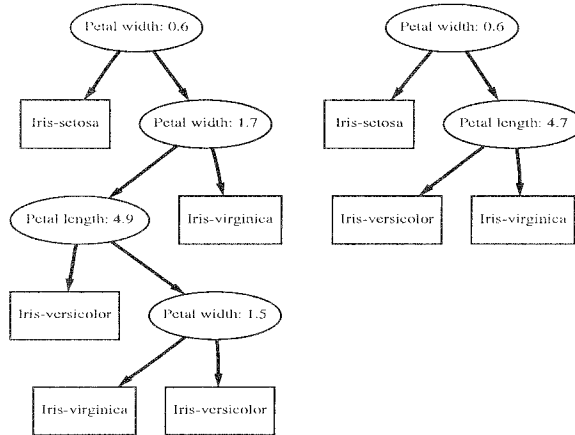 Petal width: 0.6
Iris-setosa
Petal width: 1.7
Petal length: 4.9
Iris-virginica
Iris-versicolor
Petal width: 1.5
Iris-virginica
Iris-versicolor
Petal width: 0.6
Iris-setosa
Petal length: 4.7
Iris-versicolor
Iris-virginica